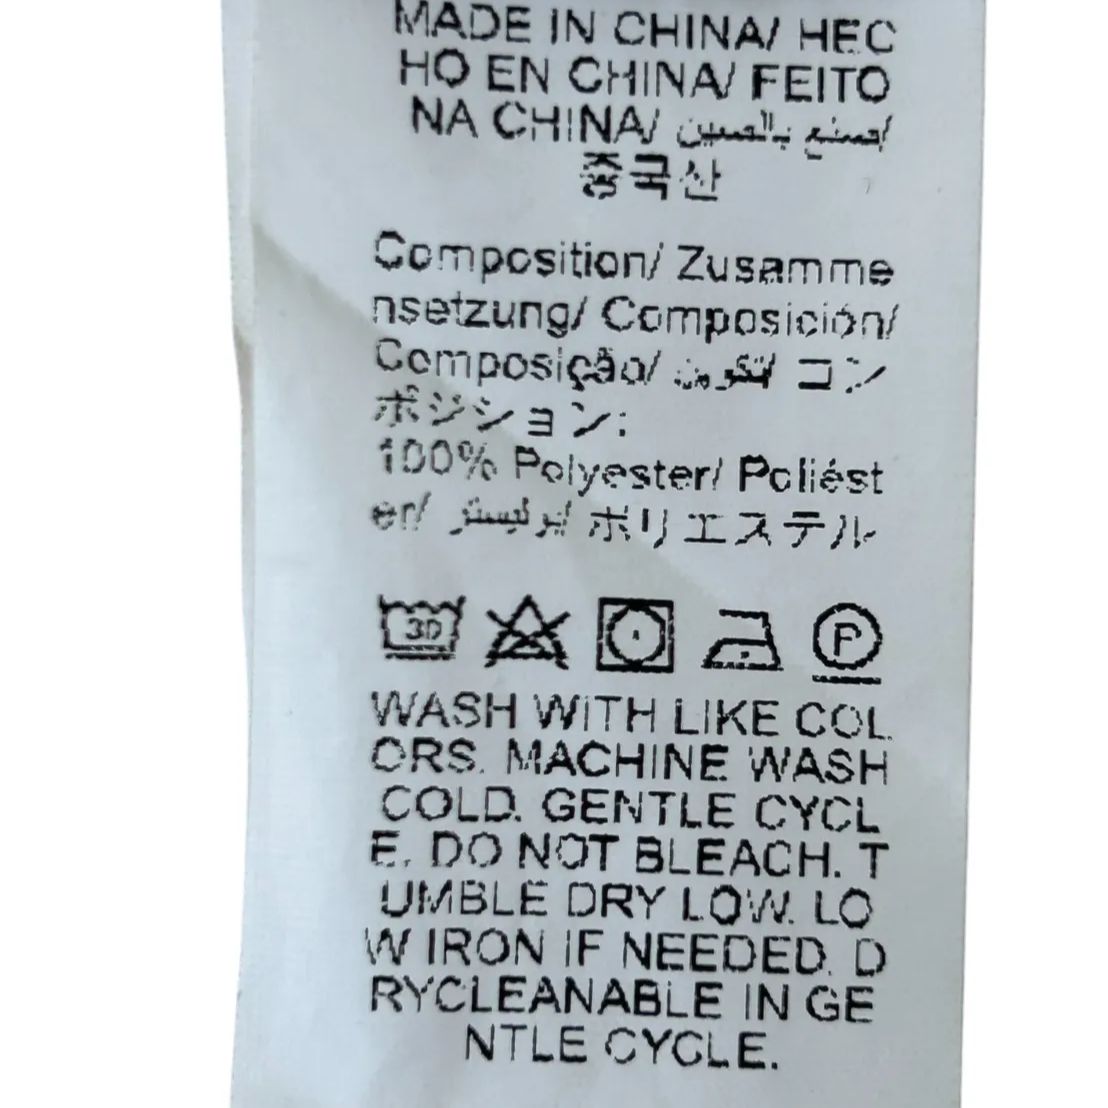 MADE IN CHINA/ HEC
HO EN CHINA/ FEITO
NA CHINA/ صنع بالصين/
중국산
Composition/ Zusamme
nsetzung/ Composición/
Composição/ تكوين/ コン
ポジション:
100% Polyester/ Poliést
er/ بوليستر/ ポリエステル
30
P
WASH WITH LIKE COL
ORS. MACHINE WASH
COLD. GENTLE CYCL
E. DO NOT BLEACH. T
UMBLE DRY LOW. LO
W IRON IF NEEDED. D
RYCLEANABLE IN GE
NTLE CYCLE.